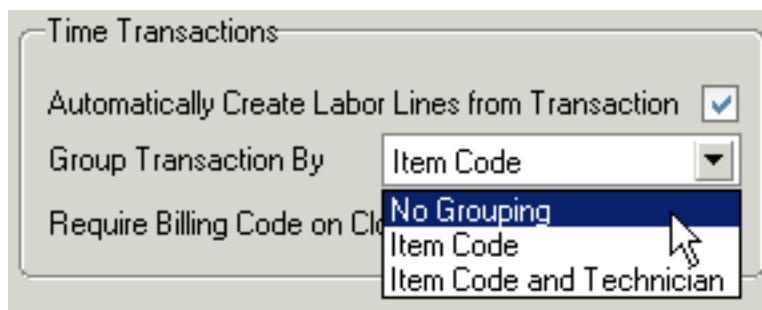 Time Transactions
Automatically Create Labor Lines from Transaction
Group Transaction By Item Code
Require Billing Code on Clo
No Grouping
Item Code
Item Code and Technician